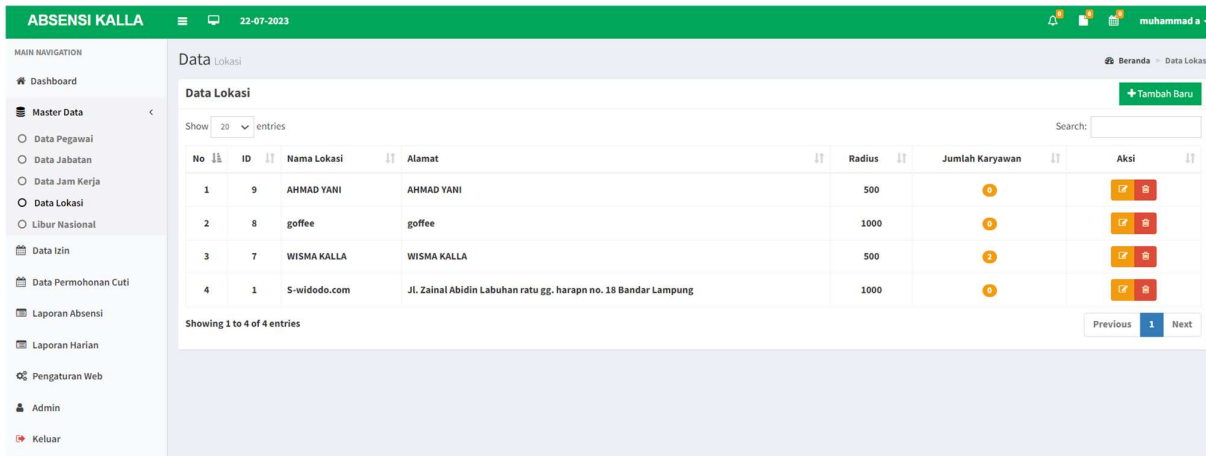 ABSENSI KALLA
22-07-2023
0 0 0 muhammad a
MAIN NAVIGATION
Dashboard
Master Data
Data Pegawai
Data Jabatan
Data Jam Kerja
Data Lokasi
Libur Nasional
Data Izin
Data Permohonan Cuti
Laporan Absensi
Laporan Harian
Pengaturan Web
Admin
Keluar
Data Lokasi
Beranda > Data Lokas
Data Lokasi
+Tambah Baru
Show 20 entries
Search:
No ID Nama Lokasi Alamat Radius Jumlah Karyawan Aksi
1 9 AHMAD YANI AHMAD YANI 500 0
2 8 goffee goffee 1000 0
3 7 WISMA KALLA WISMA KALLA 500 2
4 1 S-widodo.com Jl. Zainal Abidin Labuhan ratu gg. harapn no. 18 Bandar Lampung 1000 0
Showing 1 to 4 of 4 entries
Previous 1 Next